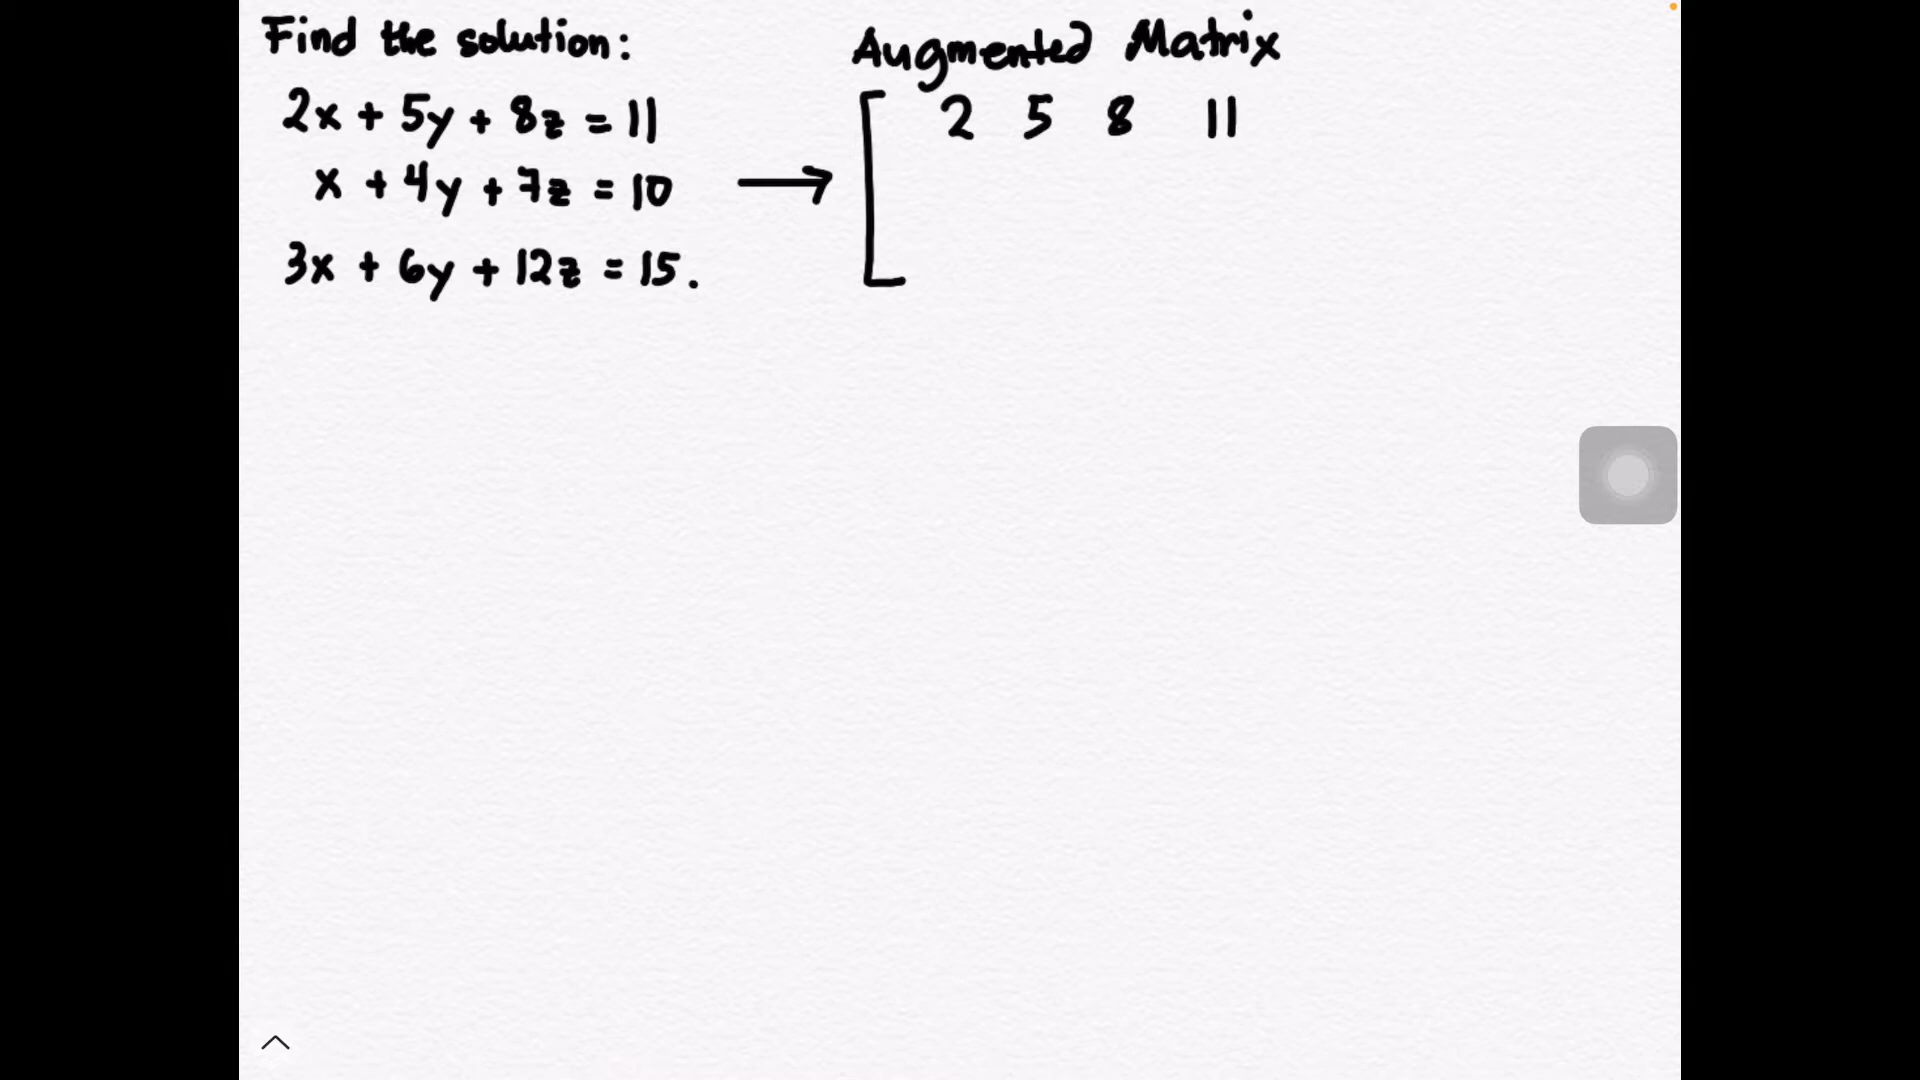 Find the solution:
2x + 5y + 8z = 11
x + 4y + 7z = 10
3x + 6y + 12z = 15.
Augmented Matrix
2 5 8 11